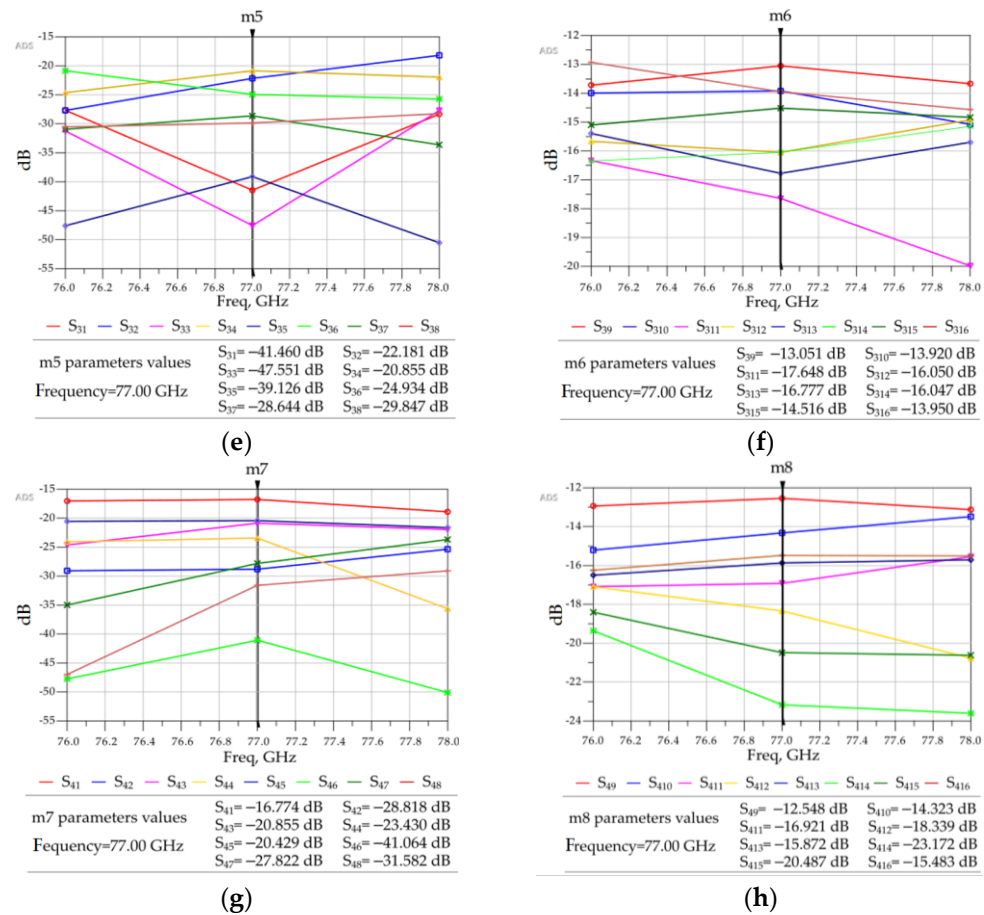 m5
ADS
-15
-20
-25
-30
-35
-40
-45
-50
-55
dB
76.0 76.2 76.4 76.6 76.8 77.0 77.2 77.4 77.6 77.8 78.0
Freq, GHz
S31 S32 S33 S34 S35 S36 S37 S38
m5 parameters values
Frequency=77.00 GHz
S31= −41.460 dB S32= −22.181 dB
S33= −47.551 dB S34= −20.855 dB
S35= −39.126 dB S36= −24.934 dB
S37= −28.644 dB S38= −29.847 dB
(e)
m6
ADS
-12
-13
-14
-15
-16
-17
-18
-19
-20
dB
76.0 76.2 76.4 76.6 76.8 77.0 77.2 77.4 77.6 77.8 78.0
Freq, GHz
S39 S310 S311 S312 S313 S314 S315 S316
m6 parameters values
Frequency=77.00 GHz
S39= −13.051 dB S310= −13.920 dB
S311= −17.648 dB S312= −16.050 dB
S313= −16.777 dB S314= −16.047 dB
S315= −14.516 dB S316= −13.950 dB
(f)
m7
ADS
-15
-20
-25
-30
-35
-40
-45
-50
-55
dB
76.0 76.2 76.4 76.6 76.8 77.0 77.2 77.4 77.6 77.8 78.0
Freq, GHz
S41 S42 S43 S44 S45 S46 S47 S48
m7 parameters values
Fequency=77.00 GHz
S41= −16.774 dB S42= −28.818 dB
S43= −20.855 dB S44= −23.430 dB
S45= −20.429 dB S46= −41.064 dB
S47= −27.822 dB S48= −31.582 dB
(g)
m8
ADS
-12
-14
-16
-18
-20
-22
-24
dB
76.0 76.2 76.4 76.6 76.8 77.0 77.2 77.4 77.6 77.8 78.0
Freq, GHz
S49 S410 S411 S412 S413 S414 S415 S416
m8 parameters values
Fequency=77.00 GHz
S49= −12.548 dB S410= −14.323 dB
S411= −16.921 dB S412= −18.339 dB
S413= −15.872 dB S414= −23.172 dB
S415= −20.487 dB S416= −15.483 dB
(h)